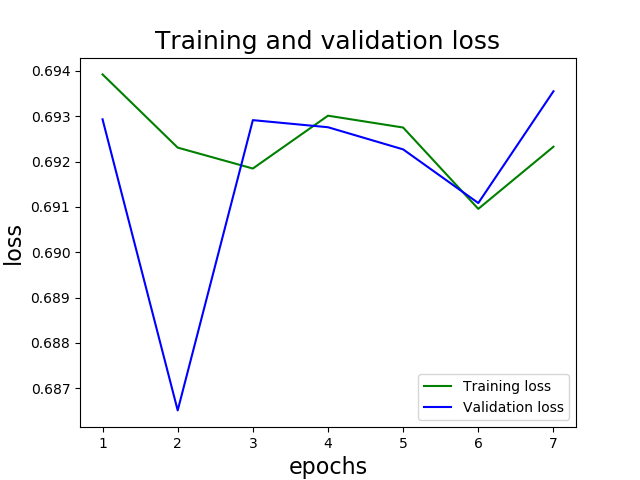 Training and validation loss
0.694
0.693
0.692
0.691
0.690
0.689
0.688
0.687
loss
1 2 3 4 5 6 7
epochs
Training loss
Validation loss